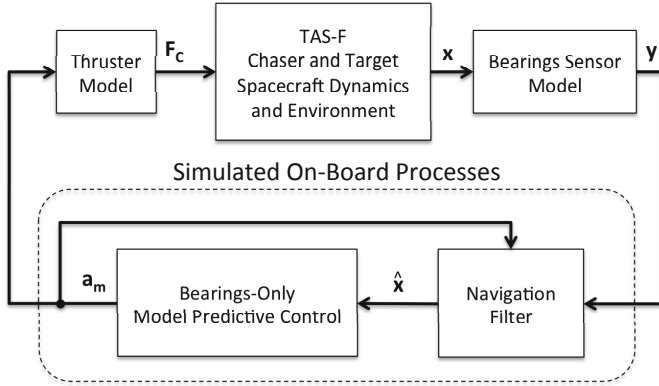 Thruster
Model
F_C
TAS-F
Chaser and Target
Spacecraft Dynamics
and Environment
x
Bearings Sensor
Model
y
Simulated On-Board Processes
a_m
Bearings-Only
Model Predictive Control
x̂
Navigation
Filter